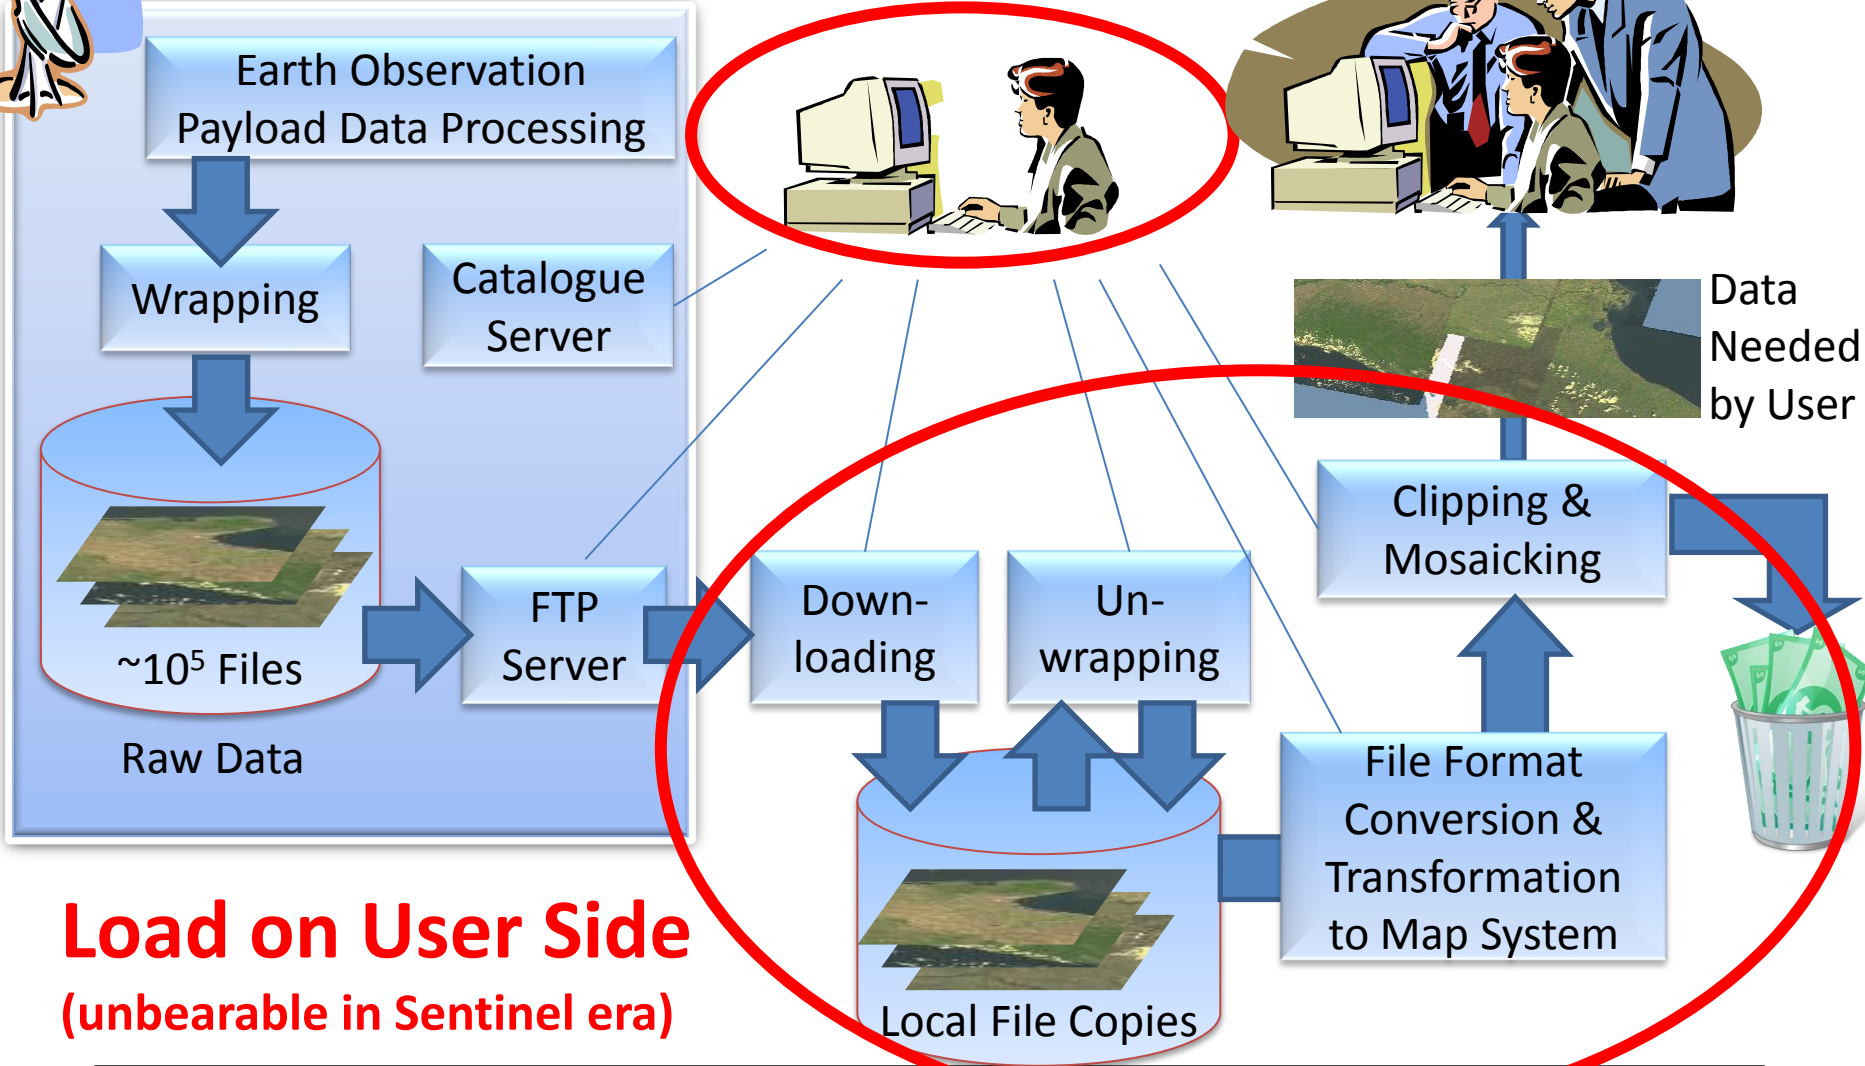 Earth Observation
Payload Data Processing
Wrapping
Catalogue
Server
~10⁵ Files
Raw Data
FTP
Server
Down-
loading
Un-
wrapping
Local File Copies
File Format
Conversion &
Transformation
to Map System
Clipping &
Mosaicking
Data
Needed
by User
Load on User Side
(unbearable in Sentinel era)